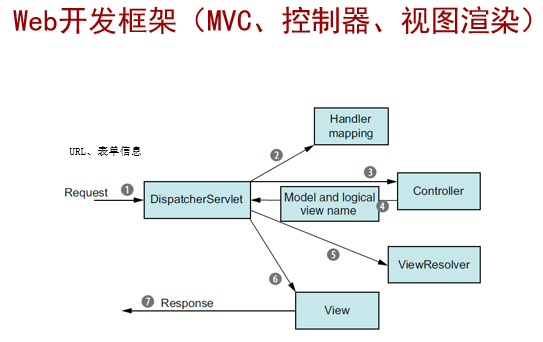 Web开发框架（MVC、控制器、视图渲染）
Handler
mapping
URL、表单信息
2
3
Request
1
DispatcherServlet
Model and logical
view name
4
Controller
5
ViewResolver
6
7
Response
View